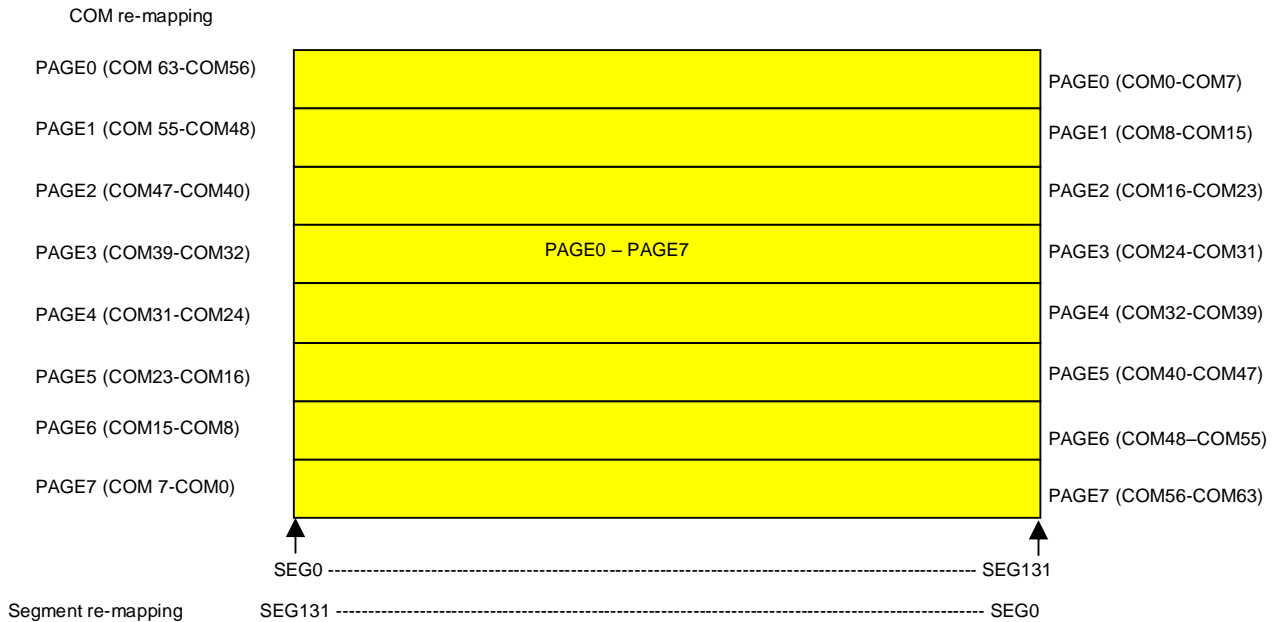 COM re-mapping
PAGE0 (COM 63-COM56)
PAGE0 (COM0-COM7)
PAGE1 (COM 55-COM48)
PAGE1 (COM8-COM15)
PAGE2 (COM47-COM40)
PAGE2 (COM16-COM23)
PAGE3 (COM39-COM32)
PAGE0 – PAGE7
PAGE3 (COM24-COM31)
PAGE4 (COM31-COM24)
PAGE4 (COM32-COM39)
PAGE5 (COM23-COM16)
PAGE5 (COM40-COM47)
PAGE6 (COM15-COM8)
PAGE6 (COM48–COM55)
PAGE7 (COM 7-COM0)
PAGE7 (COM56-COM63)
SEG0 ---------------------------------------------------------------------------------------------- SEG131
Segment re-mapping SEG131 ---------------------------------------------------------------------------------------------- SEG0